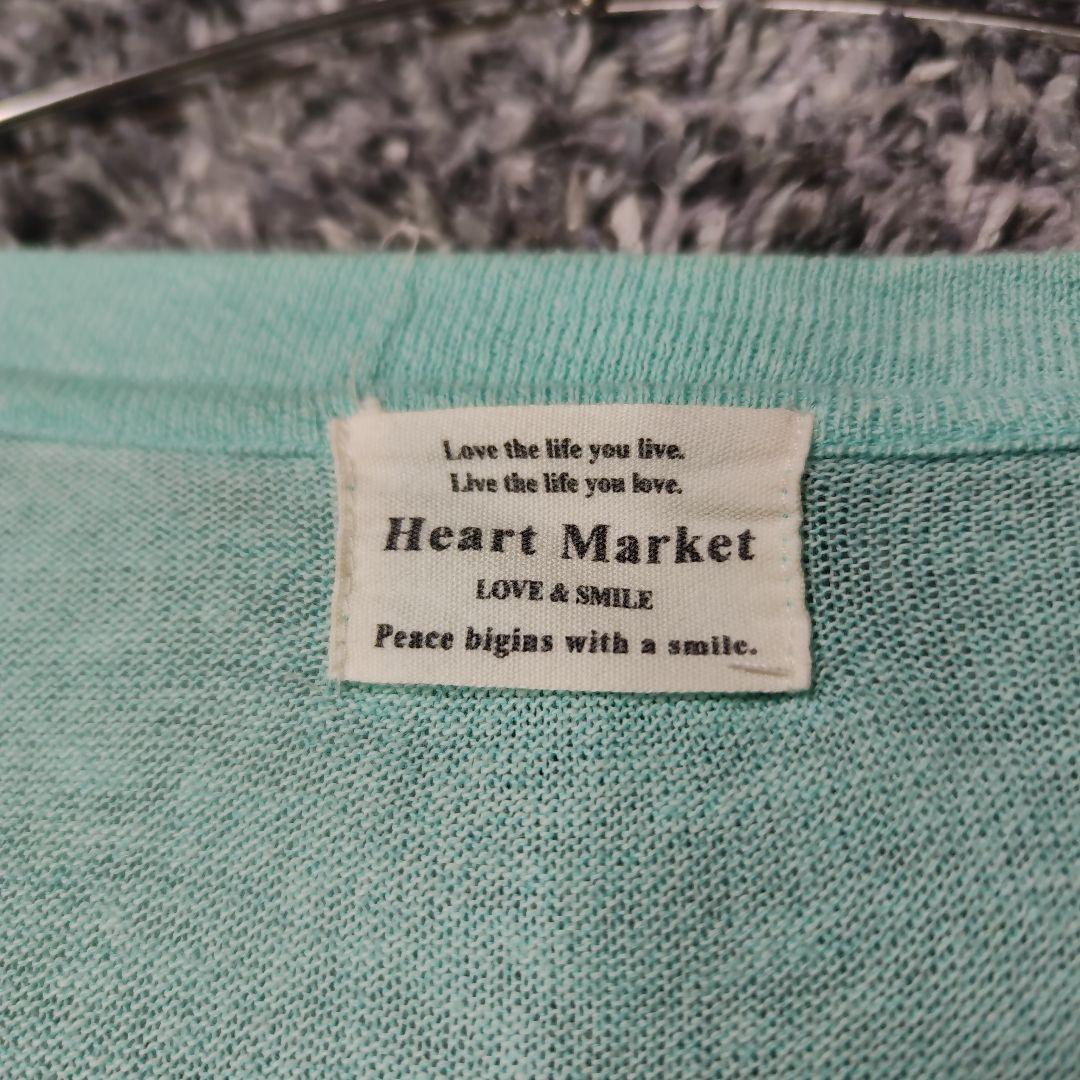 Love the life you live.
Live the life you love.
Heart Market
LOVE & SMILE
Peace bigins with a smile.